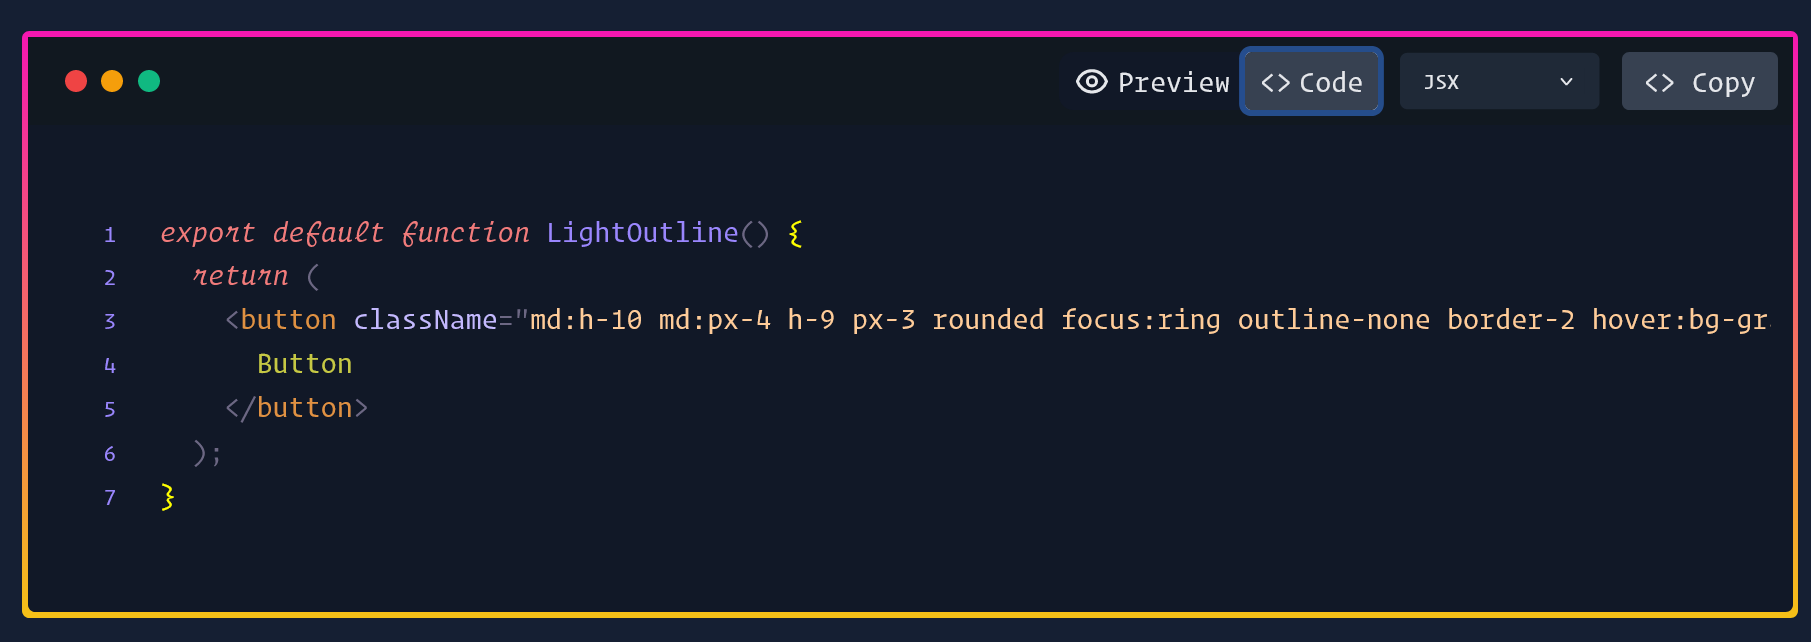 Preview <> Code JSX <> Copy
1 export default function LightOutline() {
2 return (
3 <button className="md:h-10 md:px-4 h-9 px-3 rounded focus:ring outline-none border-2 hover:bg-gr
4 Button
5 </button>
6 );
7 }